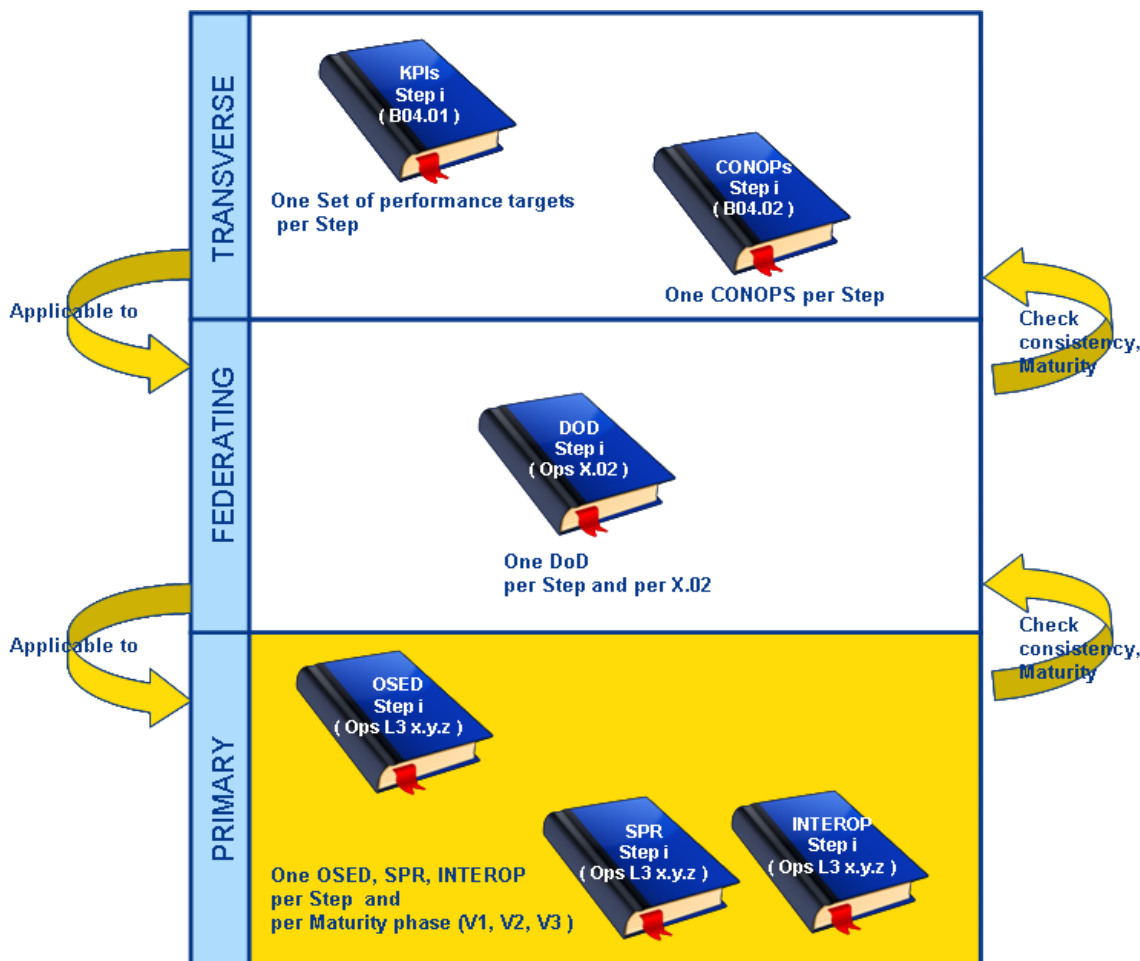 TRANSVERSE
KPIs
Step i
( B04.01 )
One Set of performance targets
per Step
CONOPs
Step i
( B04.02 )
One CONOPS per Step
Applicable to
Check
consistency,
Maturity
FEDERATING
DOD
Step i
( Ops X.02 )
One DoD
per Step and per X.02
Applicable to
Check
consistency,
Maturity
PRIMARY
OSED
Step i
( Ops L3 x.y.z )
SPR
Step i
( Ops L3 x.y.z )
INTEROP
Step i
( Ops L3 x.y.z )
One OSED, SPR, INTEROP
per Step and
per Maturity phase (V1, V2, V3 )